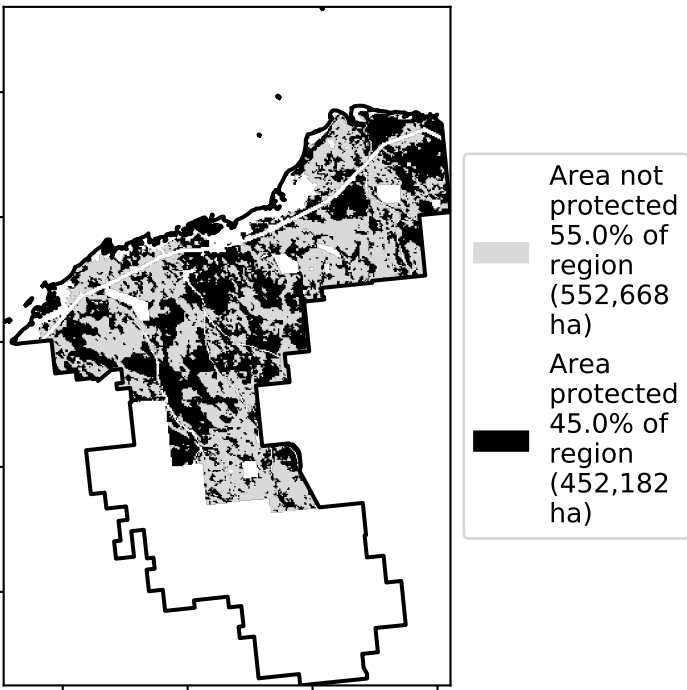 Area not
protected
55.0% of
region
(552,668
ha)
Area
protected
45.0% of
region
(452,182
ha)